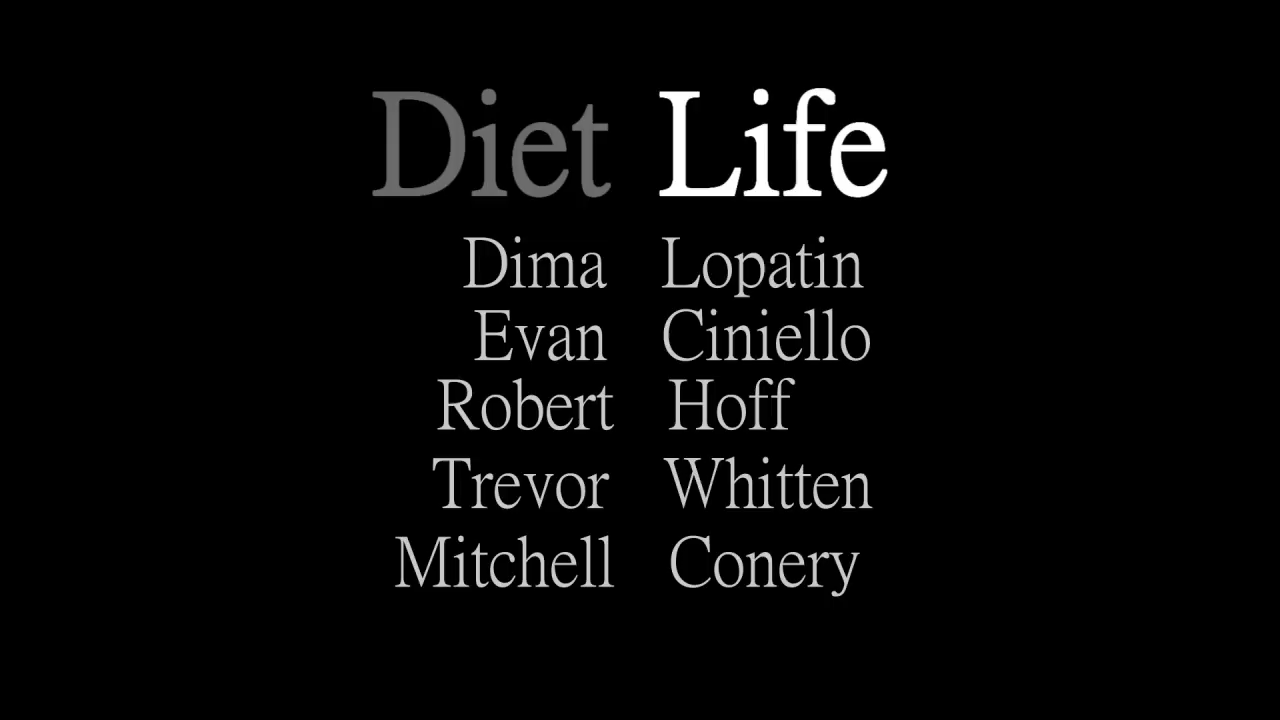 Diet Life
Dima Lopatin
Evan Ciniello
Robert Hoff
Trevor Whitten
Mitchell Conery